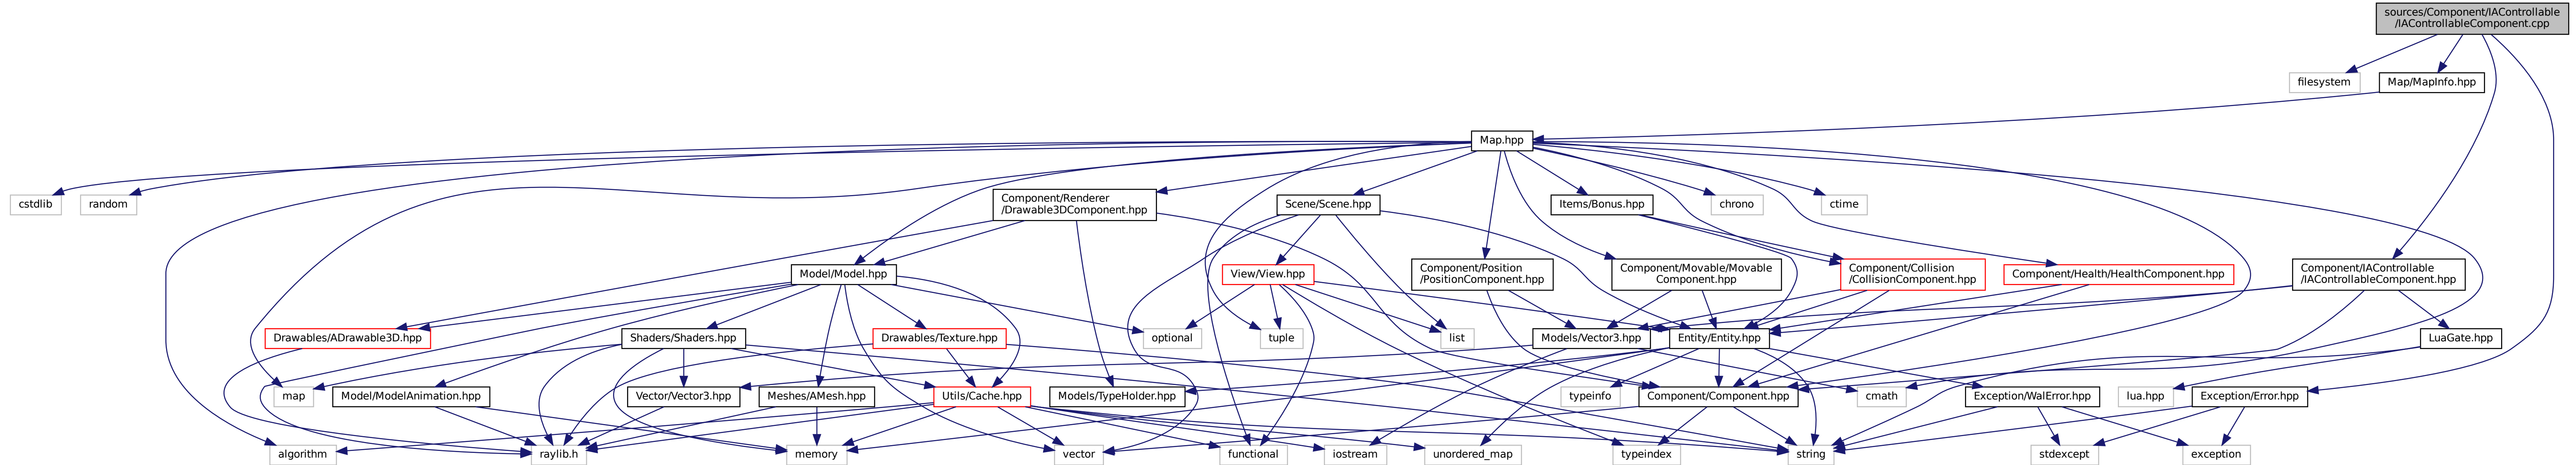 sources/Component/IAControllable
/IAControllableComponent.cpp
filesystem
Map/MapInfo.hpp
Map.hpp
cstdlib
random
Component/Renderer
/Drawable3DComponent.hpp
Scene/Scene.hpp
Items/Bonus.hpp
chrono
ctime
Model/Model.hpp
View/View.hpp
Component/Position
/PositionComponent.hpp
Component/Movable/Movable
Component.hpp
Component/Collision
/CollisionComponent.hpp
Component/Health/HealthComponent.hpp
Component/IAControllable
/IAControllableComponent.hpp
Drawables/ADrawable3D.hpp
Shaders/Shaders.hpp
Drawables/Texture.hpp
optional
tuple
list
Models/Vector3.hpp
Entity/Entity.hpp
LuaGate.hpp
map
Model/ModelAnimation.hpp
Vector/Vector3.hpp
Meshes/AMesh.hpp
Utils/Cache.hpp
Models/TypeHolder.hpp
typeinfo
Component/Component.hpp
cmath
Exception/WalError.hpp
lua.hpp
Exception/Error.hpp
algorithm
raylib.h
memory
vector
functional
iostream
unordered_map
typeindex
string
stdexcept
exception